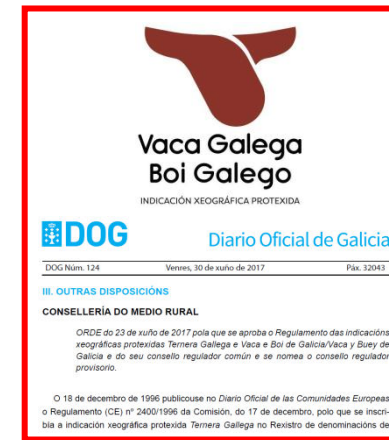 Vaca Galega
Boi Galego
INDICACIÓN XEOGRÁFICA PROTEXIDA
DOG
Diario Oficial de Galicia
DOG Núm. 124 Venres, 30 de xuño de 2017 Páx. 32043
III. OUTRAS DISPOSICIÓNS
CONSELLERÍA DO MEDIO RURAL
ORDE do 23 de xuño de 2017 pola que se aproba o Regulamento das indicacións
xeográficas protexidas Ternera Gallega e Vaca e Boi de Galicia/Vaca y Buey de
Galicia e do seu consello regulador común e se nomea o consello regulador
provisorio.
O 18 de decembro de 1996 publicouse no Diario Oficial de las Comunidades Europeas
o Regulamento (CE) nº 2400/1996 da Comisión, do 17 de decembro, polo que se inscri-
bía a indicación xeográfica protexida Ternera Gallega no Rexistro de denominacións de